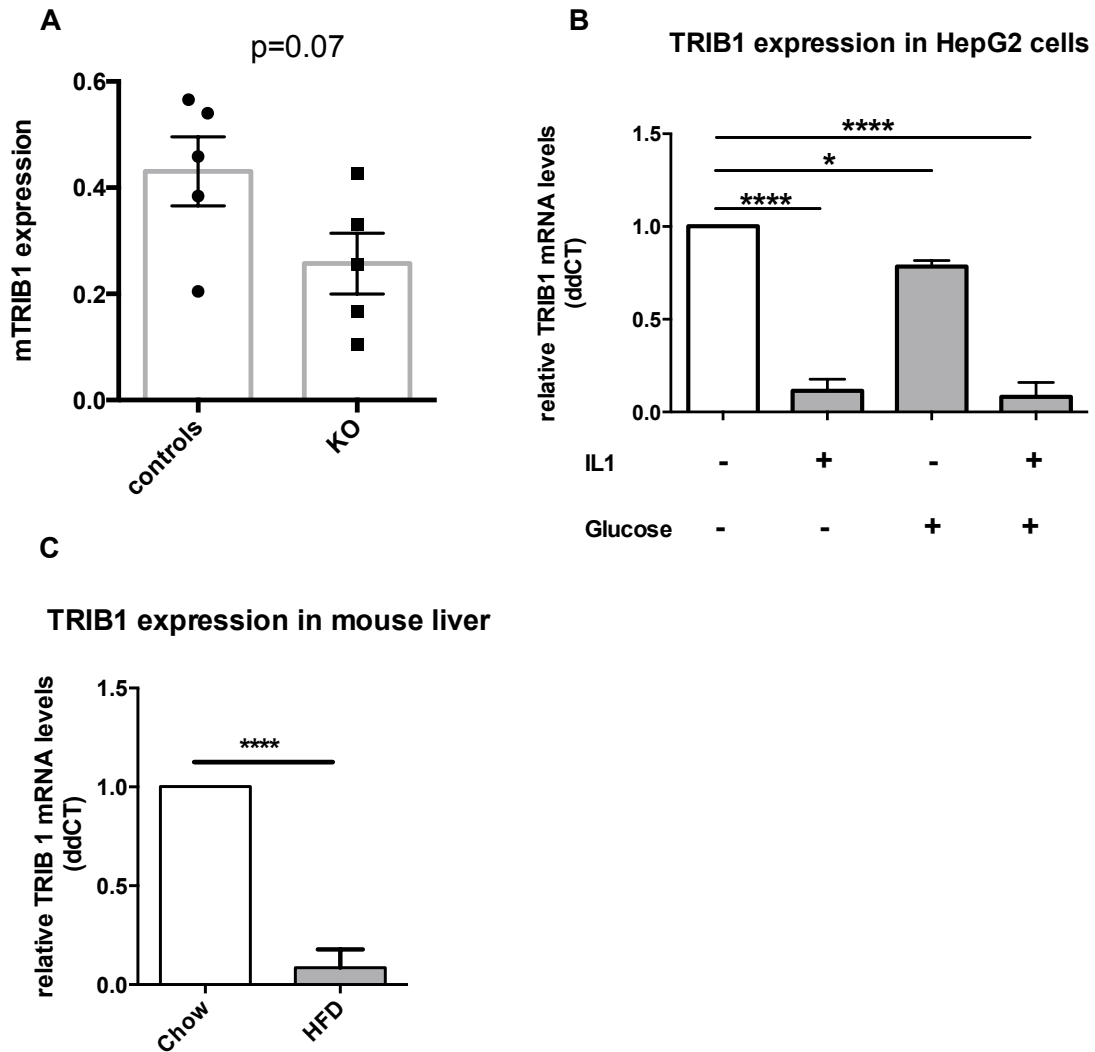 A
p=0.07
mTRIB1 expression
0.6
0.4
0.2
0.0
controls
KO
B
TRIB1 expression in HepG2 cells
relative TRIB1 mRNA levels
(ddCT)
1.5
1.0
0.5
0.0
****
*
****
IL1 - + - +
Glucose - - + +
C
TRIB1 expression in mouse liver
relative TRIB 1 mRNA levels
(ddCT)
1.5
1.0
0.5
0.0
****
Chow
HFD